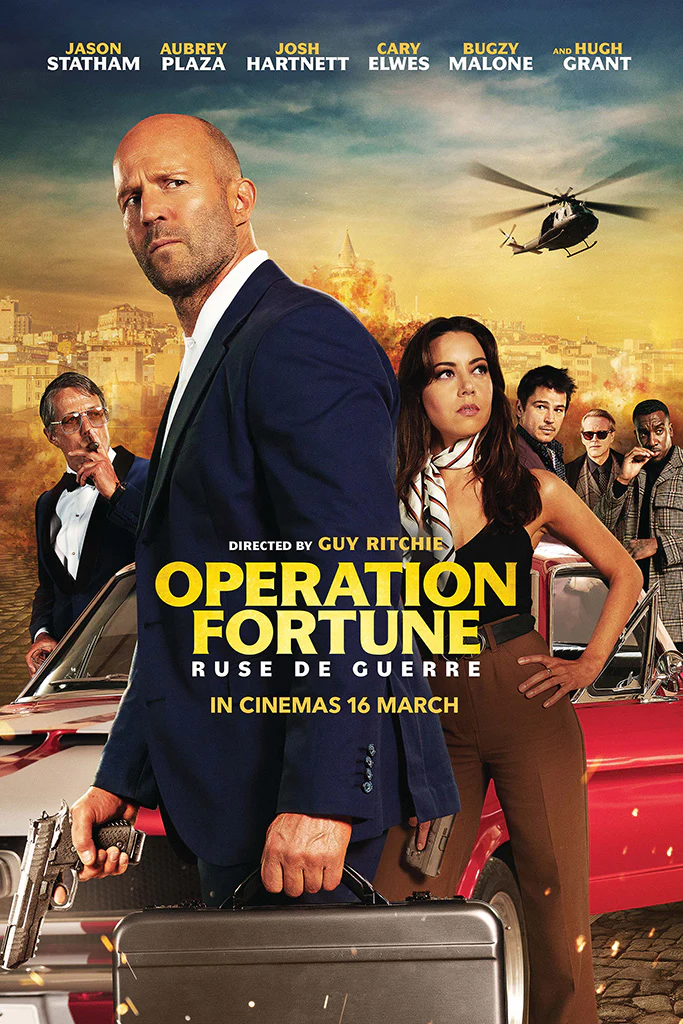 JASON STATHAM AUBREY PLAZA JOSH HARTNETT CARY ELWES BUGZY MALONE AND HUGH GRANT
DIRECTED BY GUY RITCHIE
OPERATION
FORTUNE
RUSE DE GUERRE
IN CINEMAS 16 MARCH